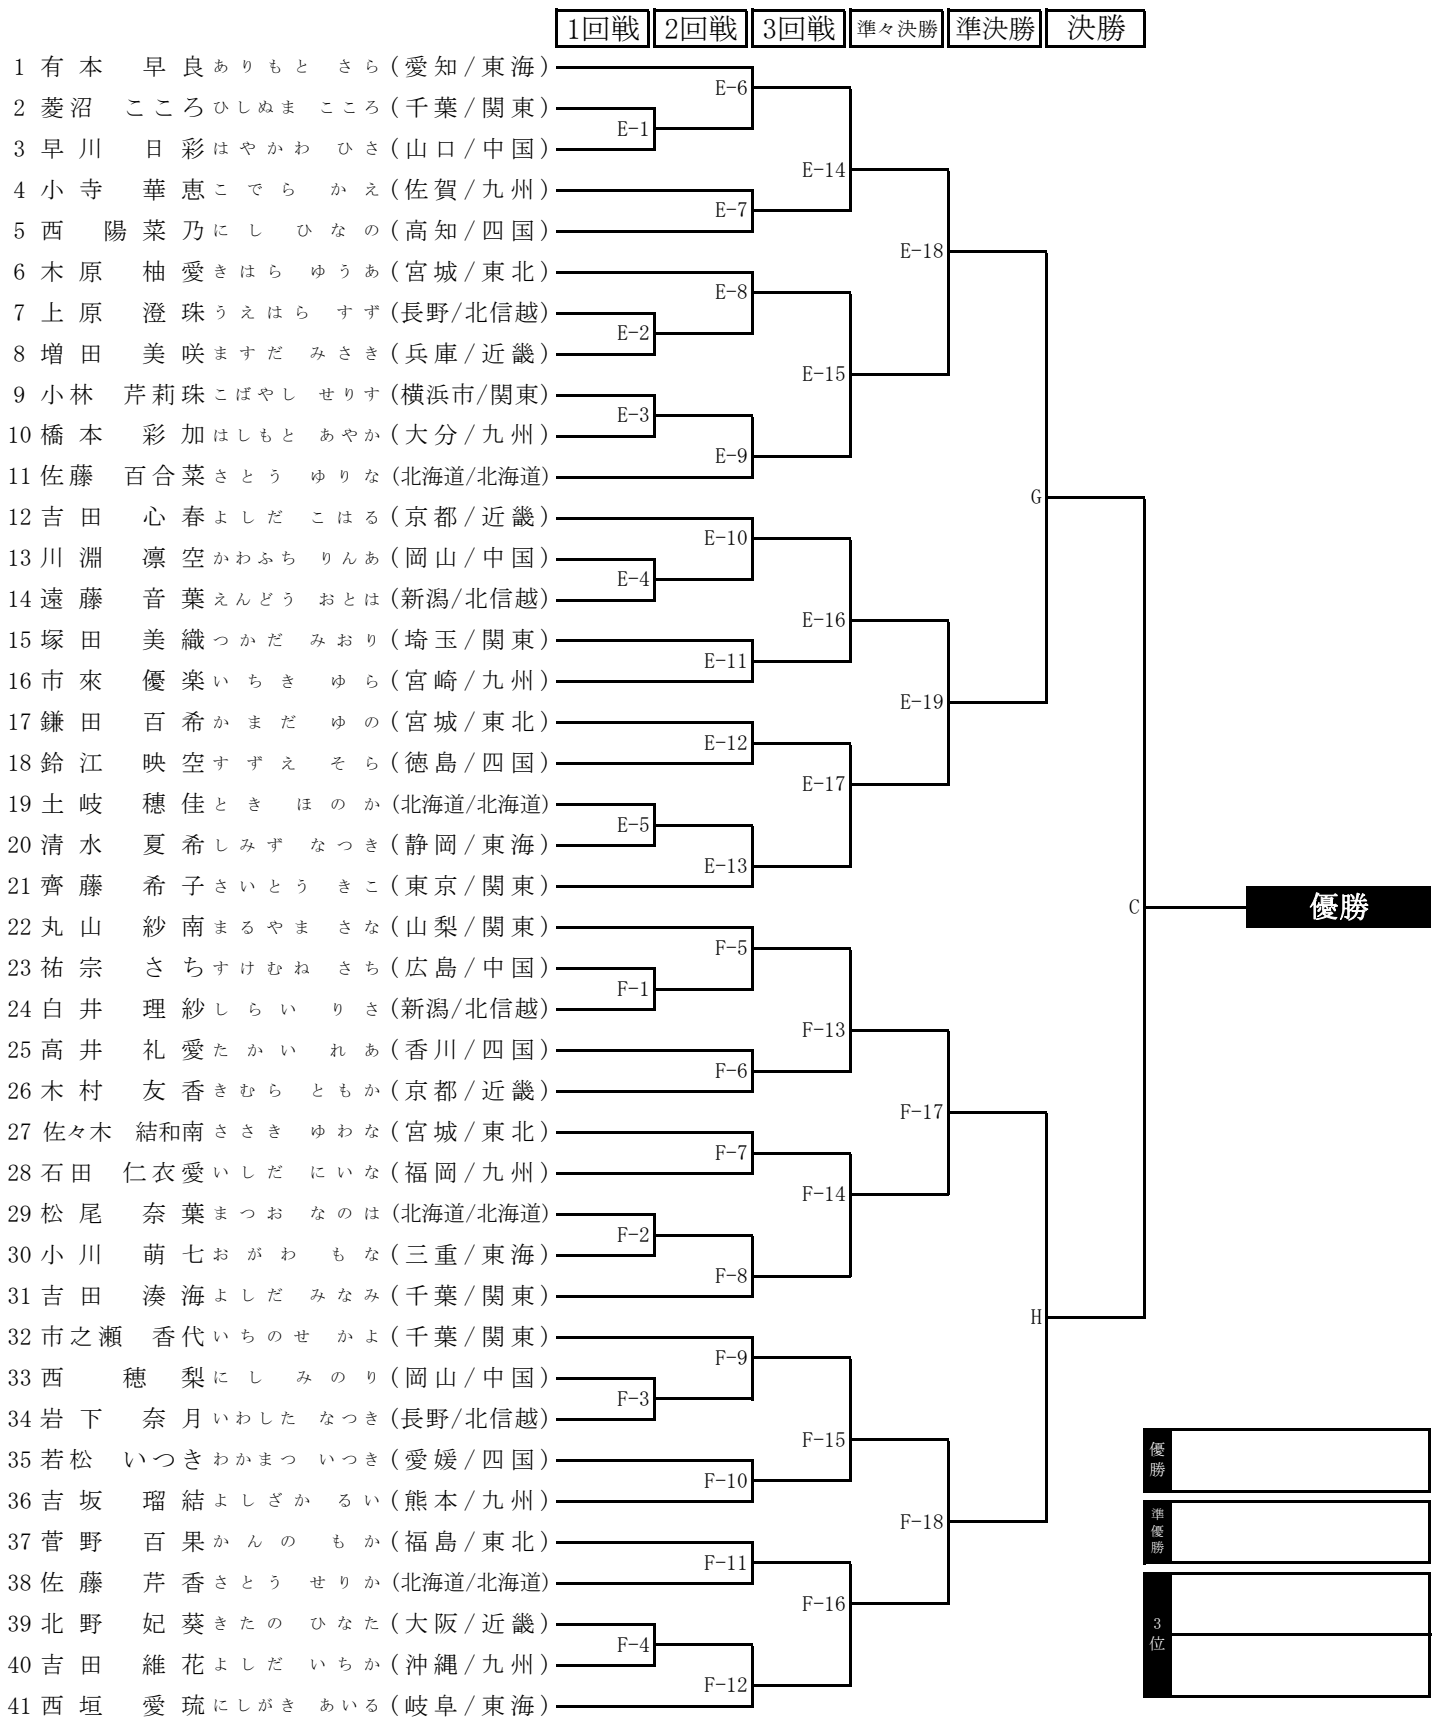 1回戦 2回戦 3回戦 準々決勝 準決勝 決勝
1 有本 早良 ありもと さら (愛知/東海)
E-6
2 菱沼 こころ ひしぬま こころ (千葉/関東)
E-1
3 早川 日彩 はやかわ ひさ (山口/中国)
E-14
4 小寺 華恵 こでら かえ (佐賀/九州)
E-7
5 西 陽菜乃 にし ひなの (高知/四国)
E-18
6 木原 柚愛 きはら ゆうあ (宮城/東北)
E-8
7 上原 澄珠 うえはら すず (長野/北信越)
E-2
8 増田 美咲 ますだ みさき (兵庫/近畿)
E-15
9 小林 芹莉珠 こばやし せりす (横浜市/関東)
E-3
10 橋本 彩加 はしもと あやか (大分/九州)
E-9
11 佐藤 百合菜 さとう ゆりな (北海道/北海道)
G
12 吉田 心春 よしだ こはる (京都/近畿)
E-10
13 川淵 凛空 かわふち りんあ (岡山/中国)
E-4
14 遠藤 音葉 えんどう おとは (新潟/北信越)
E-16
15 塚田 美織 つかだ みおり (埼玉/関東)
E-11
16 市來 優楽 いちき ゆら (宮崎/九州)
E-19
17 鎌田 百希 かまだ ゆの (宮城/東北)
E-12
18 鈴江 映空 すずえ そら (徳島/四国)
E-17
19 土岐 穂佳 とき ほのか (北海道/北海道)
E-5
20 清水 夏希 しみず なつき (静岡/東海)
E-13
21 齊藤 希子 さいとう きこ (東京/関東)
C 優勝
22 丸山 紗南 まるやま さな (山梨/関東)
F-5
23 祐宗 さち すけむね さち (広島/中国)
F-1
24 白井 理紗 しらい りさ (新潟/北信越)
F-13
25 高井 礼愛 たかい れあ (香川/四国)
F-6
26 木村 友香 きむら ともか (京都/近畿)
F-17
27 佐々木 結和南 ささき ゆわな (宮城/東北)
F-7
28 石田 仁衣愛 いしだ にいな (福岡/九州)
F-14
29 松尾 奈葉 まつお なのは (北海道/北海道)
F-2
30 小川 萌七 おがわ もな (三重/東海)
F-8
31 吉田 湊海 よしだ みなみ (千葉/関東)
H
32 市之瀬 香代 いちのせ かよ (千葉/関東)
F-9
33 西 穂梨 にし みのり (岡山/中国)
F-3
34 岩下 奈月 いわした なつき (長野/北信越)
F-15
35 若松 いつき わかまつ いつき (愛媛/四国)
F-10
36 吉坂 瑠結 よしざか るい (熊本/九州)
F-18
37 菅野 百果 かんの もか (福島/東北)
F-11
38 佐藤 芹香 さとう せりか (北海道/北海道)
F-16
39 北野 妃葵 きたの ひなた (大阪/近畿)
F-4
40 吉田 維花 よしだ いちか (沖縄/九州)
F-12
41 西垣 愛琉 にしがき あいる (岐阜/東海)
優勝
準優勝
3位